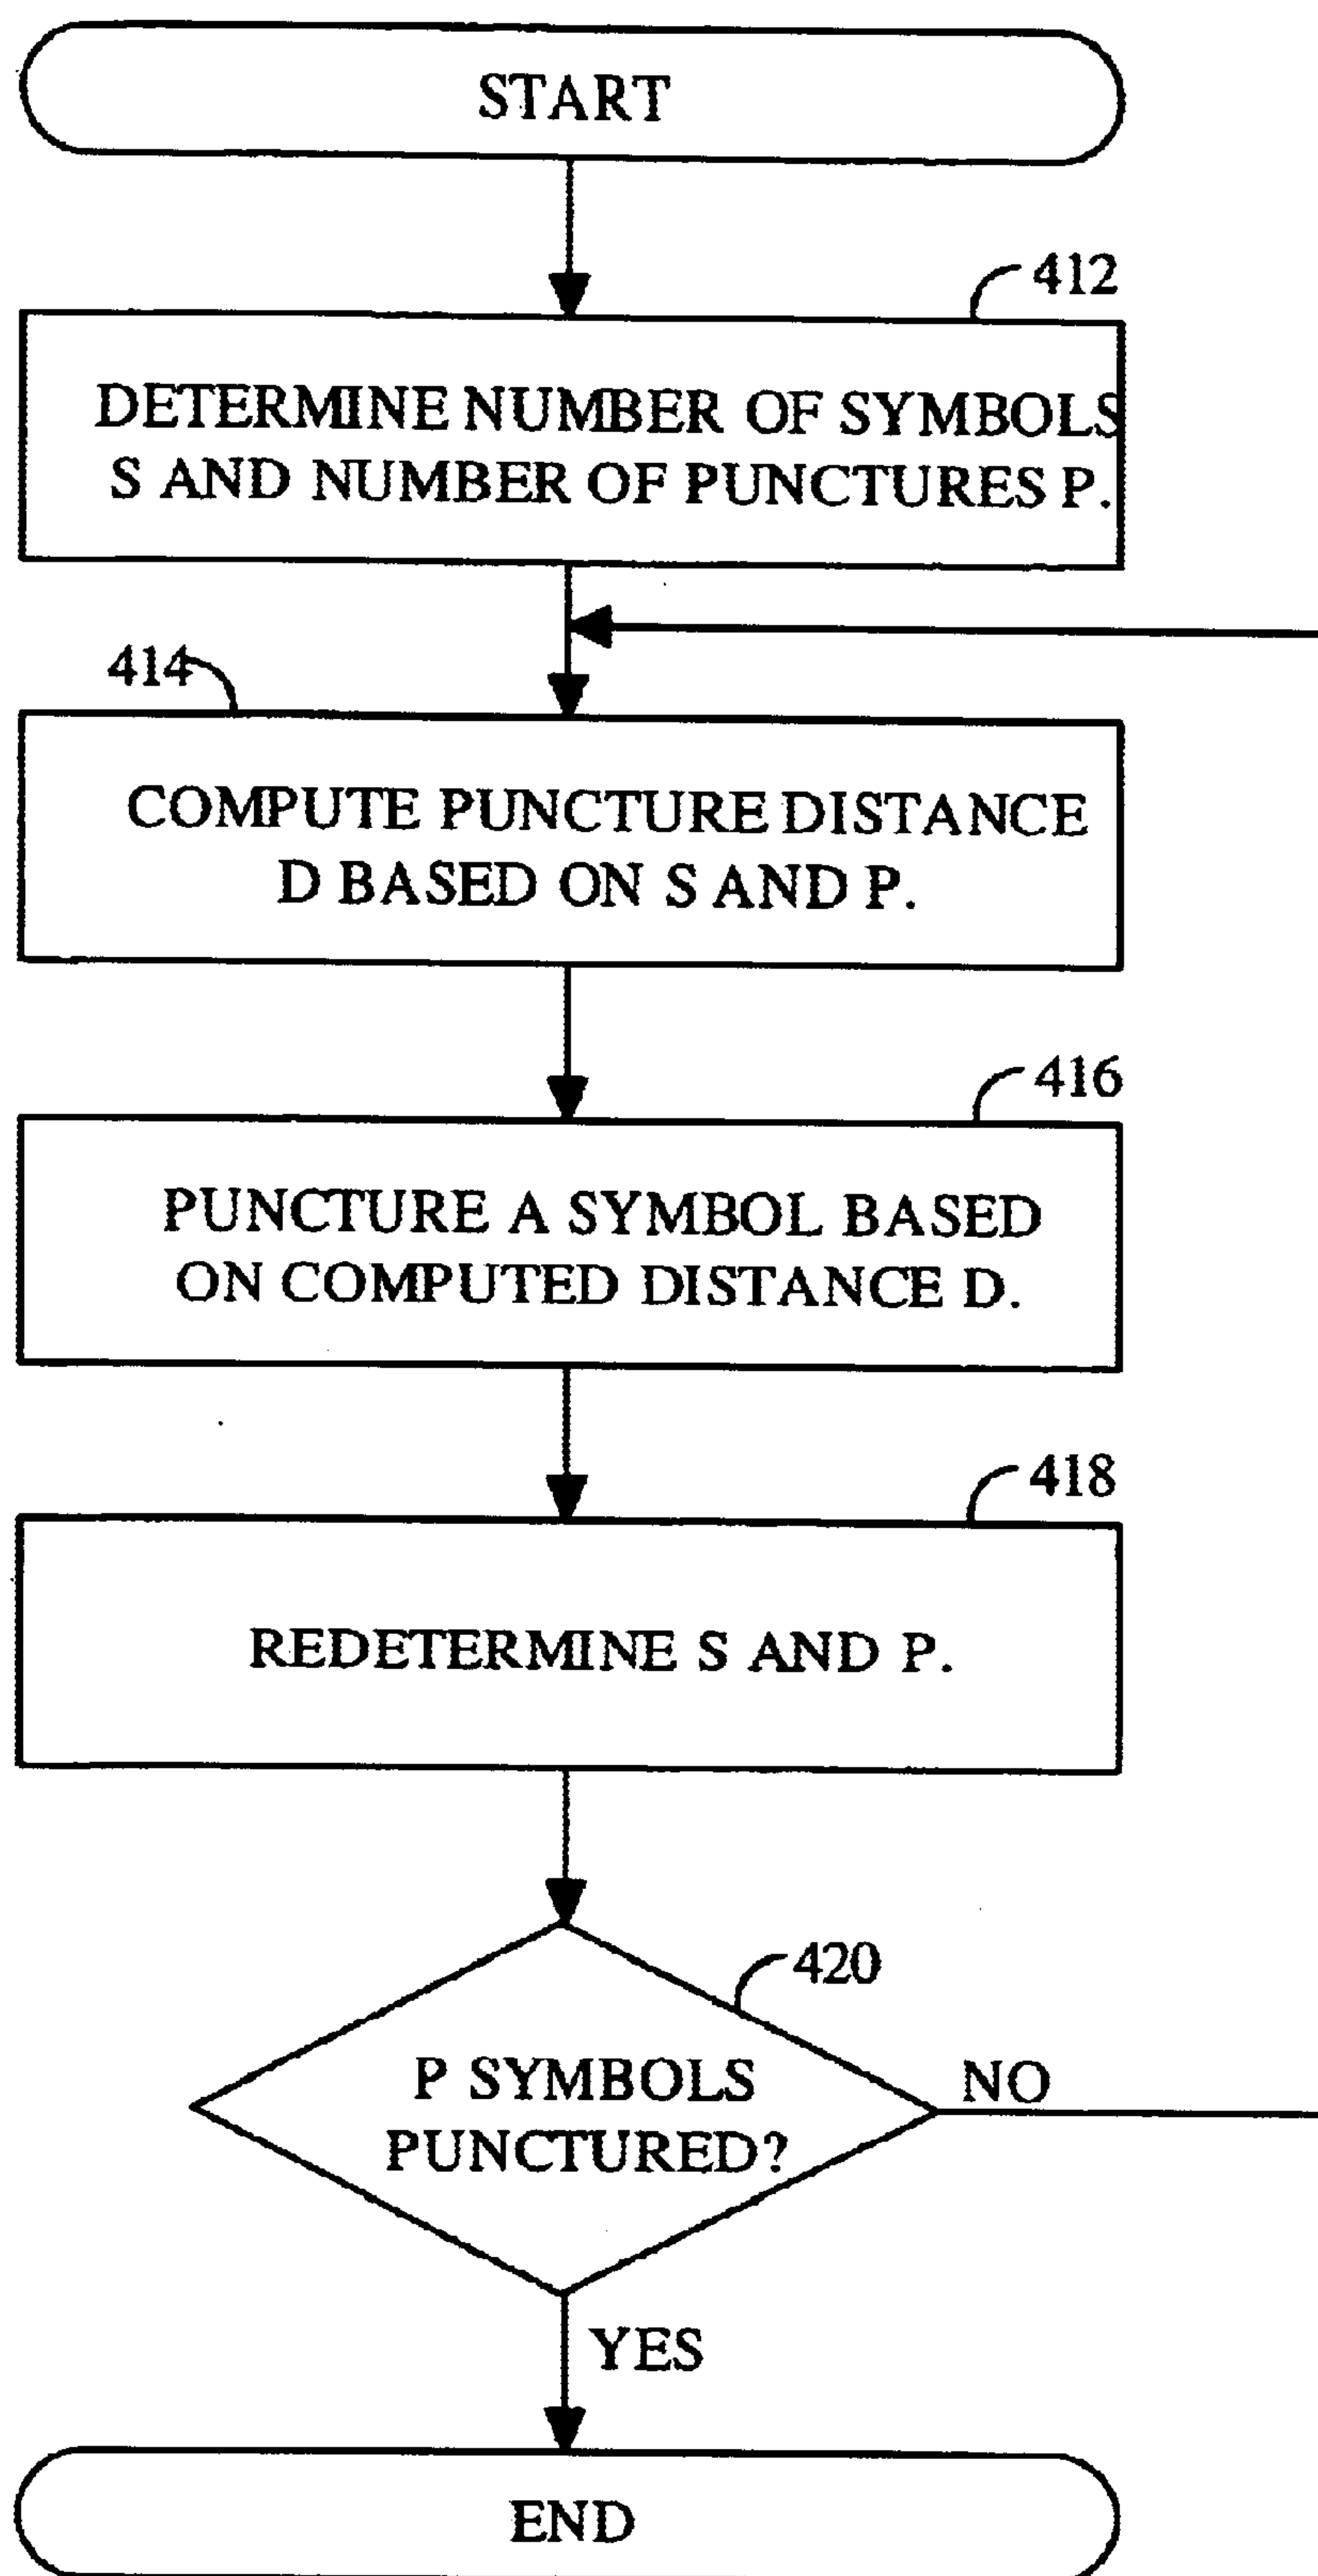 START
412
DETERMINE NUMBER OF SYMBOLS
S AND NUMBER OF PUNCTURES P.
414
COMPUTE PUNCTURE DISTANCE
D BASED ON S AND P.
416
PUNCTURE A SYMBOL BASED
ON COMPUTED DISTANCE D.
418
REDETERMINE S AND P.
420
P SYMBOLS
PUNCTURED?
NO
YES
END